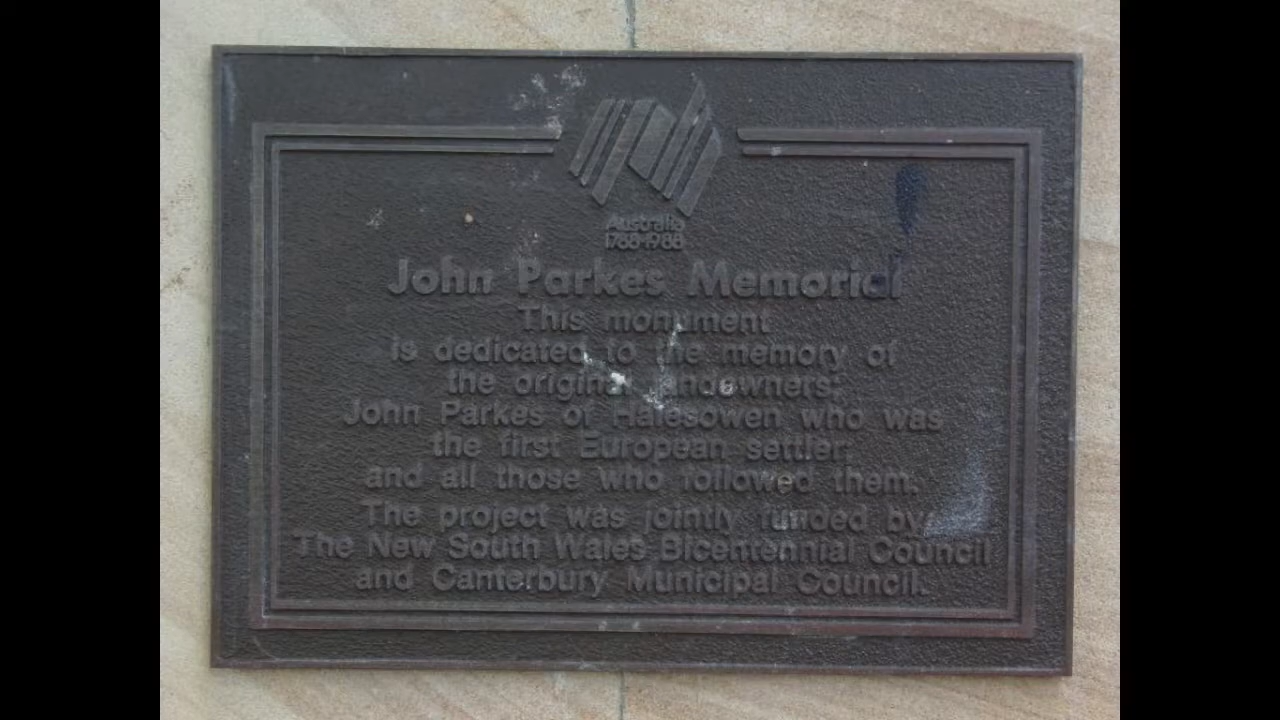 Australia
1788-1988
John Parkes Memorial
This monument
is dedicated to the memory of
the original landowners;
John Parkes of Halesowen who was
the first European settler;
and all those who followed them.
The project was jointly funded by
The New South Wales Bicentennial Council
and Canterbury Municipal Council.